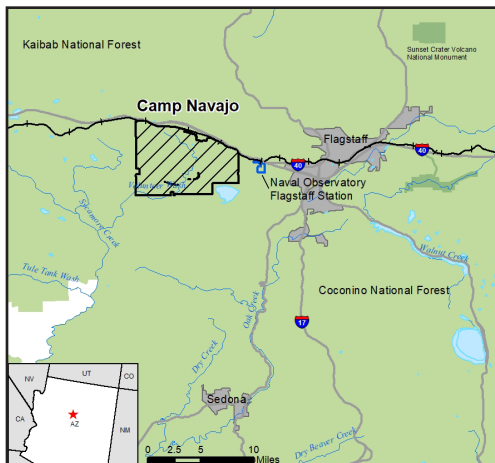 Kaibab National Forest
Sunset Crater Volcano
National Monument
Camp Navajo
Flagstaff
40
40
Naval Observatory
Flagstaff Station
Volunteer Wash
Sycamore Creek
Walnut Creek
Tule Tank Wash
Coconino National Forest
Oak Creek
17
Dry Creek
Sedona
Dry Beaver Creek
NV
UT
CO
CA
AZ
NM
0 2.5 5 10
Miles